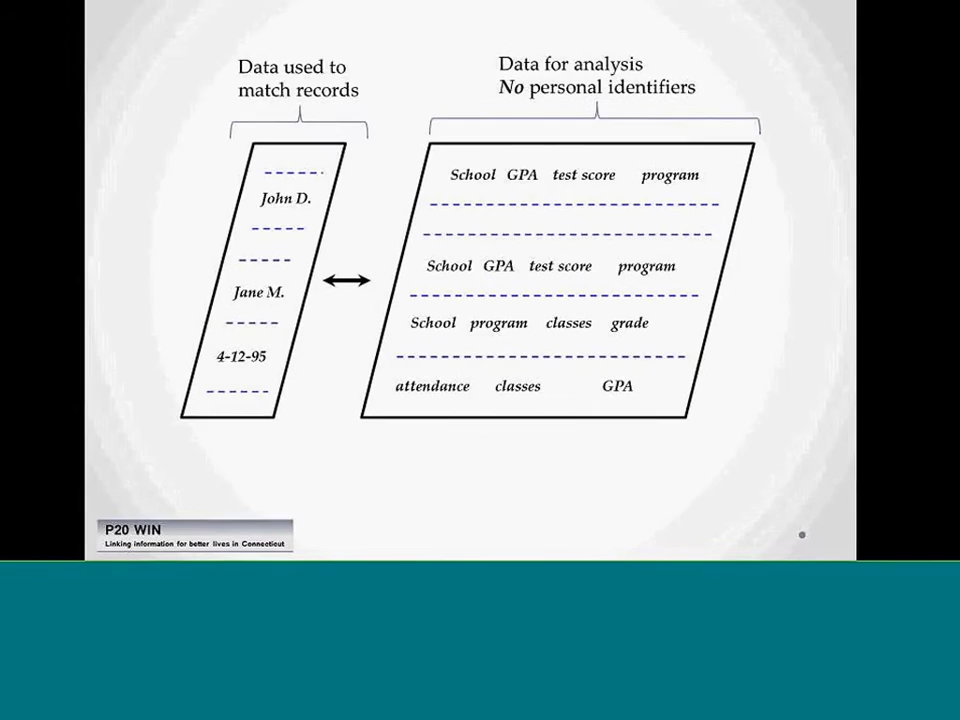 Data used to
match records
Data for analysis
No personal identifiers
John D.
Jane M.
4-12-95
School GPA test score program
School GPA test score program
School program classes grade
attendance classes GPA
P20 WIN
Linking information for better lives in Connecticut